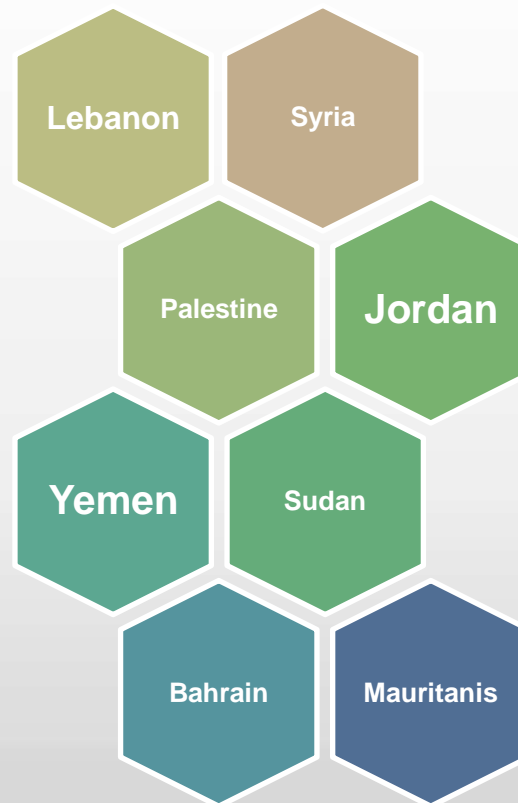 Lebanon
Syria
Palestine
Jordan
Yemen
Sudan
Bahrain
Mauritanis